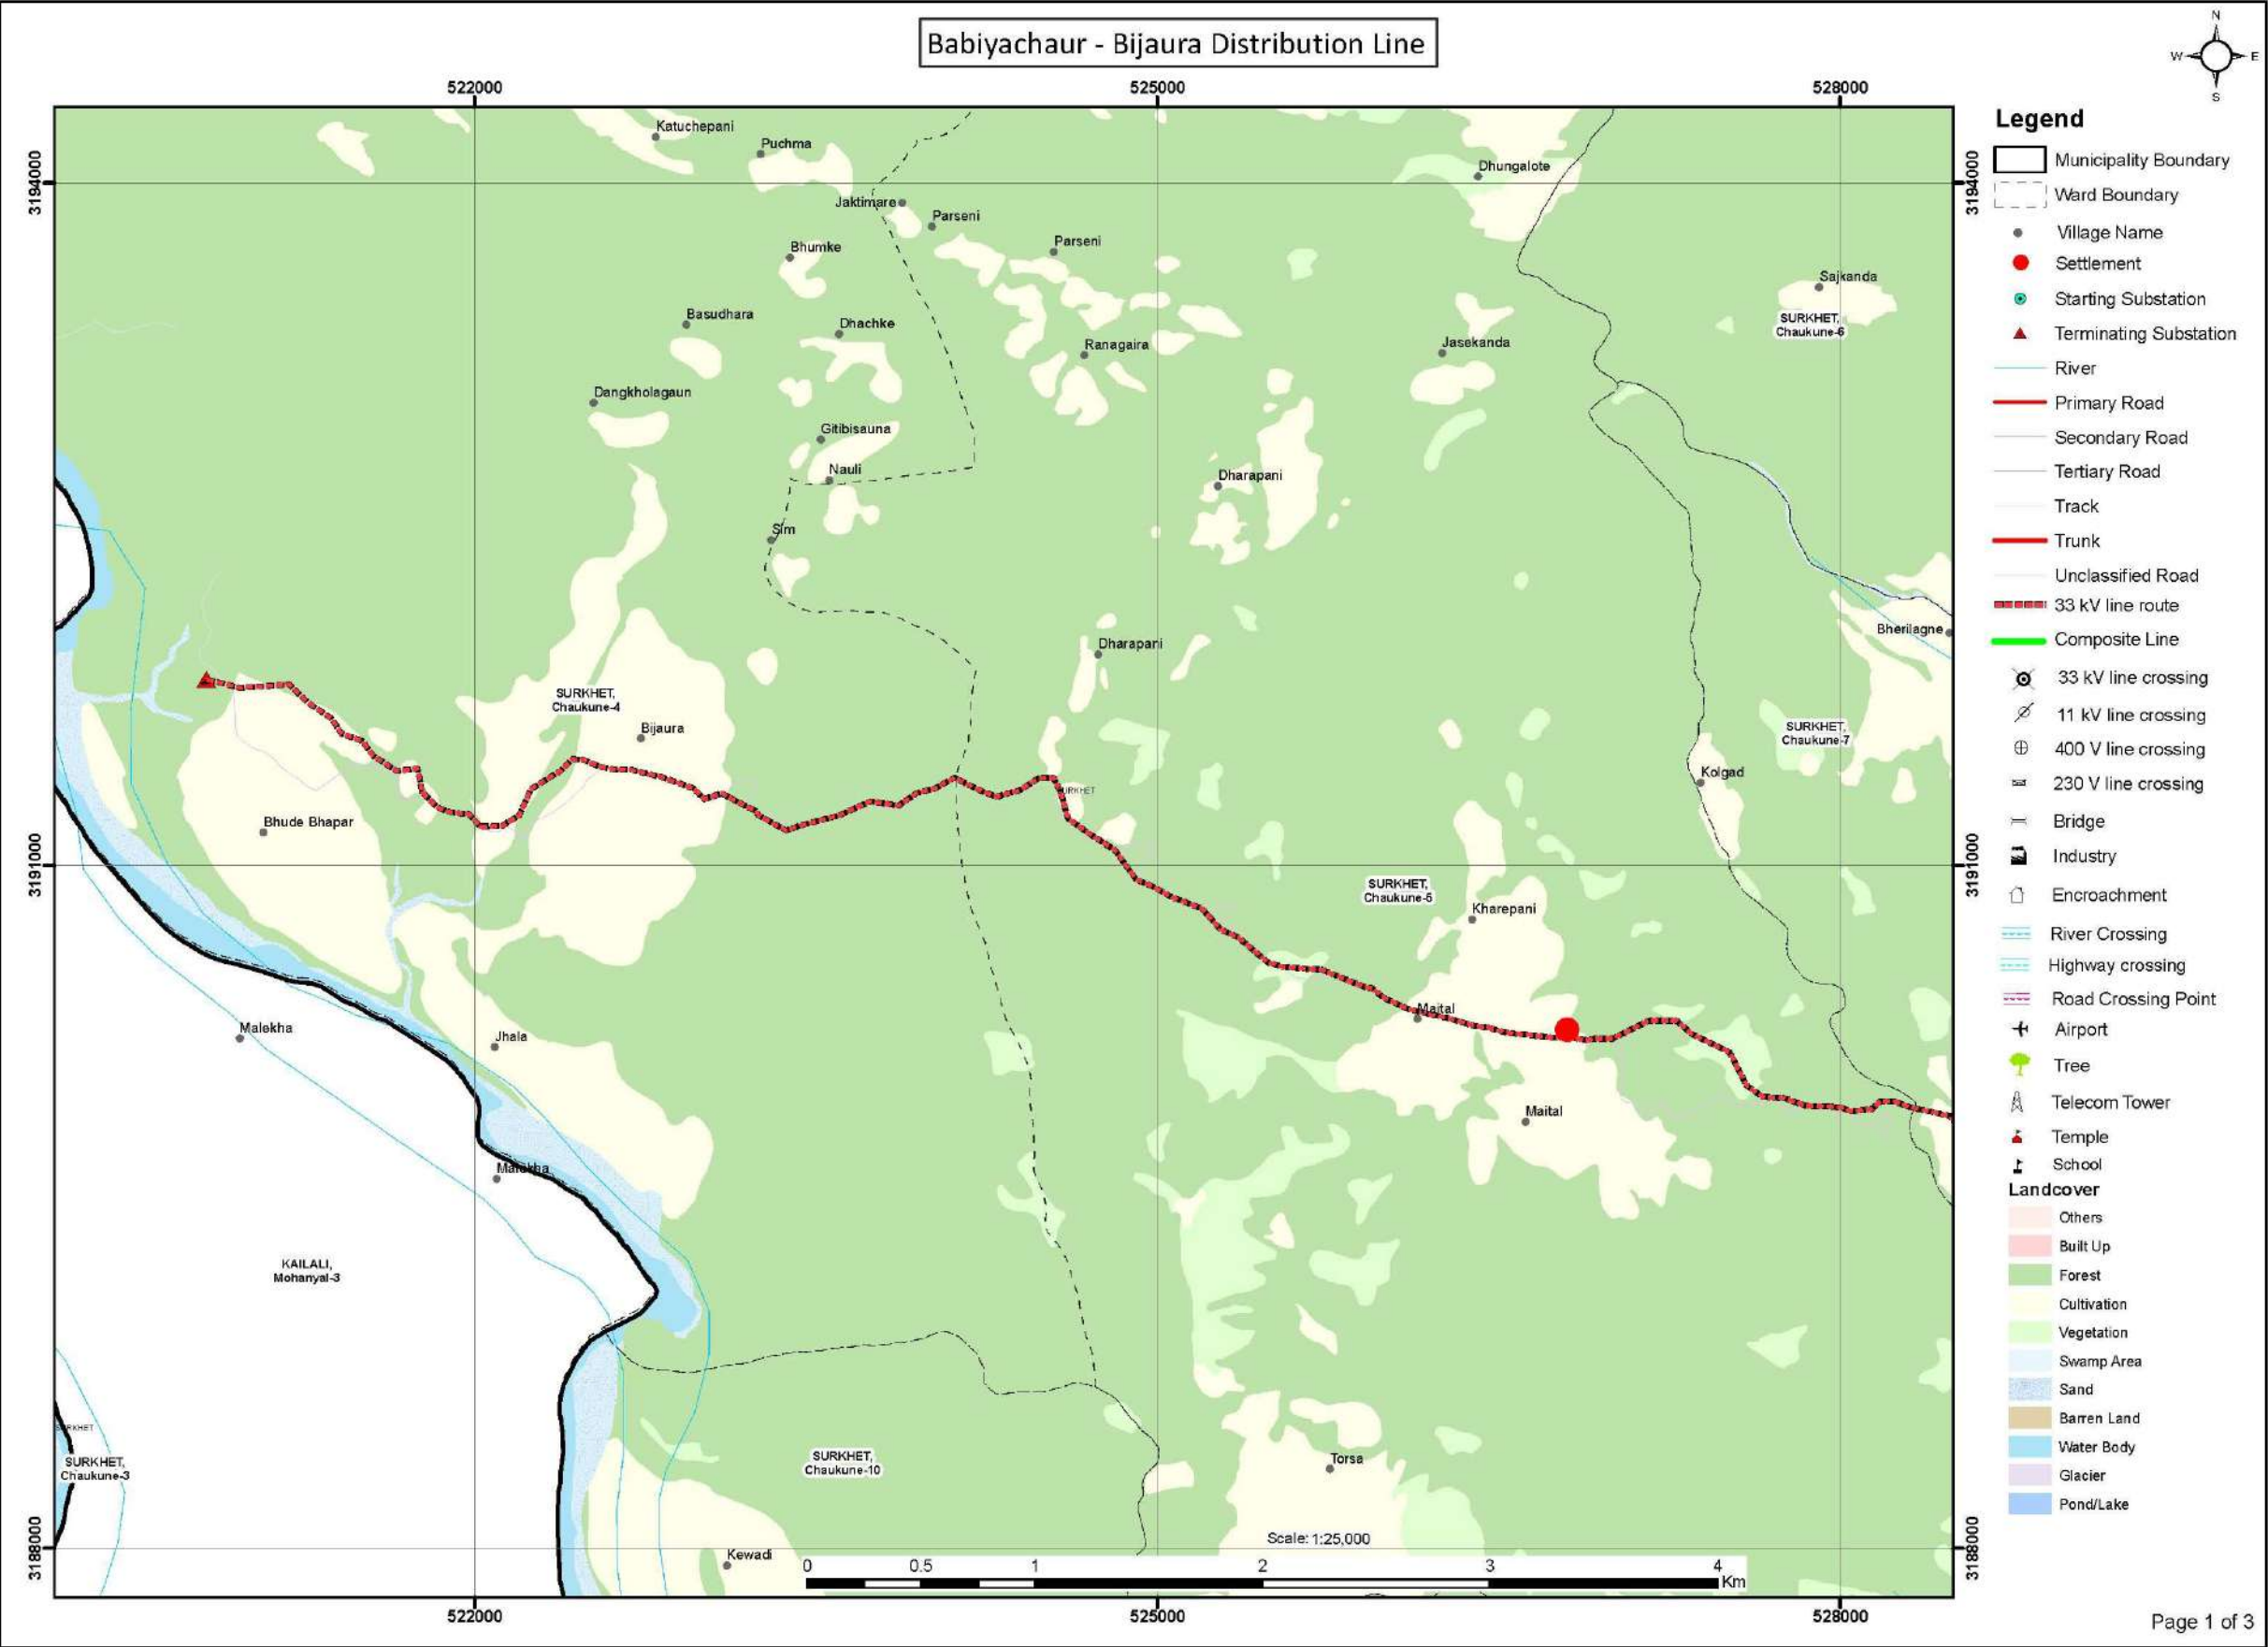 Babiyachaur - Bijaura Distribution Line
N
W
E
S
522000
525000
528000
3194000
3194000
3191000
3191000
3188000
3188000
522000
525000
528000
Katuchepani
Puchma
Dhungalote
Jaktimare
Parseni
Parseni
Bhumke
Sajkanda
SURKHET,
Chaukune-6
Basudhara
Dhachke
Ranagaira
Jasekanda
Dangkholagaun
Gitibisauna
Nauli
Dharapani
Sim
Bherilagne
Dharapani
SURKHET,
Chaukune-4
Bijaura
SURKHET,
Chaukune-7
Kolgad
Bhude Bhapar
SURKHET,
Chaukune-5
Kharepani
Maital
Malekha
Jhala
Maital
Malekha
KAILALI,
Mohanyal-3
SURKHET,
Chaukune-3
SURKHET,
Chaukune-10
Torsa
Kewadi
Scale: 1:25,000
0 0.5 1 2 3 4
Km
Legend
Municipality Boundary
Ward Boundary
Village Name
Settlement
Starting Substation
Terminating Substation
River
Primary Road
Secondary Road
Tertiary Road
Track
Trunk
Unclassified Road
33 kV line route
Composite Line
33 kV line crossing
11 kV line crossing
400 V line crossing
230 V line crossing
Bridge
Industry
Encroachment
River Crossing
Highway crossing
Road Crossing Point
Airport
Tree
Telecom Tower
Temple
School
Landcover
Others
Built Up
Forest
Cultivation
Vegetation
Swamp Area
Sand
Barren Land
Water Body
Glacier
Pond/Lake
Page 1 of 3